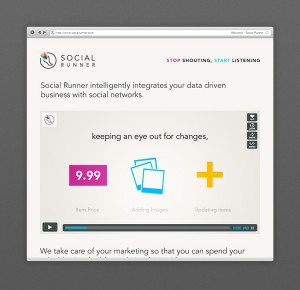 http://www.socialrunner.com
Welcome - Social Runner
SOCIAL
RUNNER
STOP SHOUTING, START LISTENING
Social Runner intelligently integrates your data driven
business with social networks.
keeping an eye out for changes,
9.99
Item Price
Adding Images
Updating Items
We take care of your marketing so that you can spend your